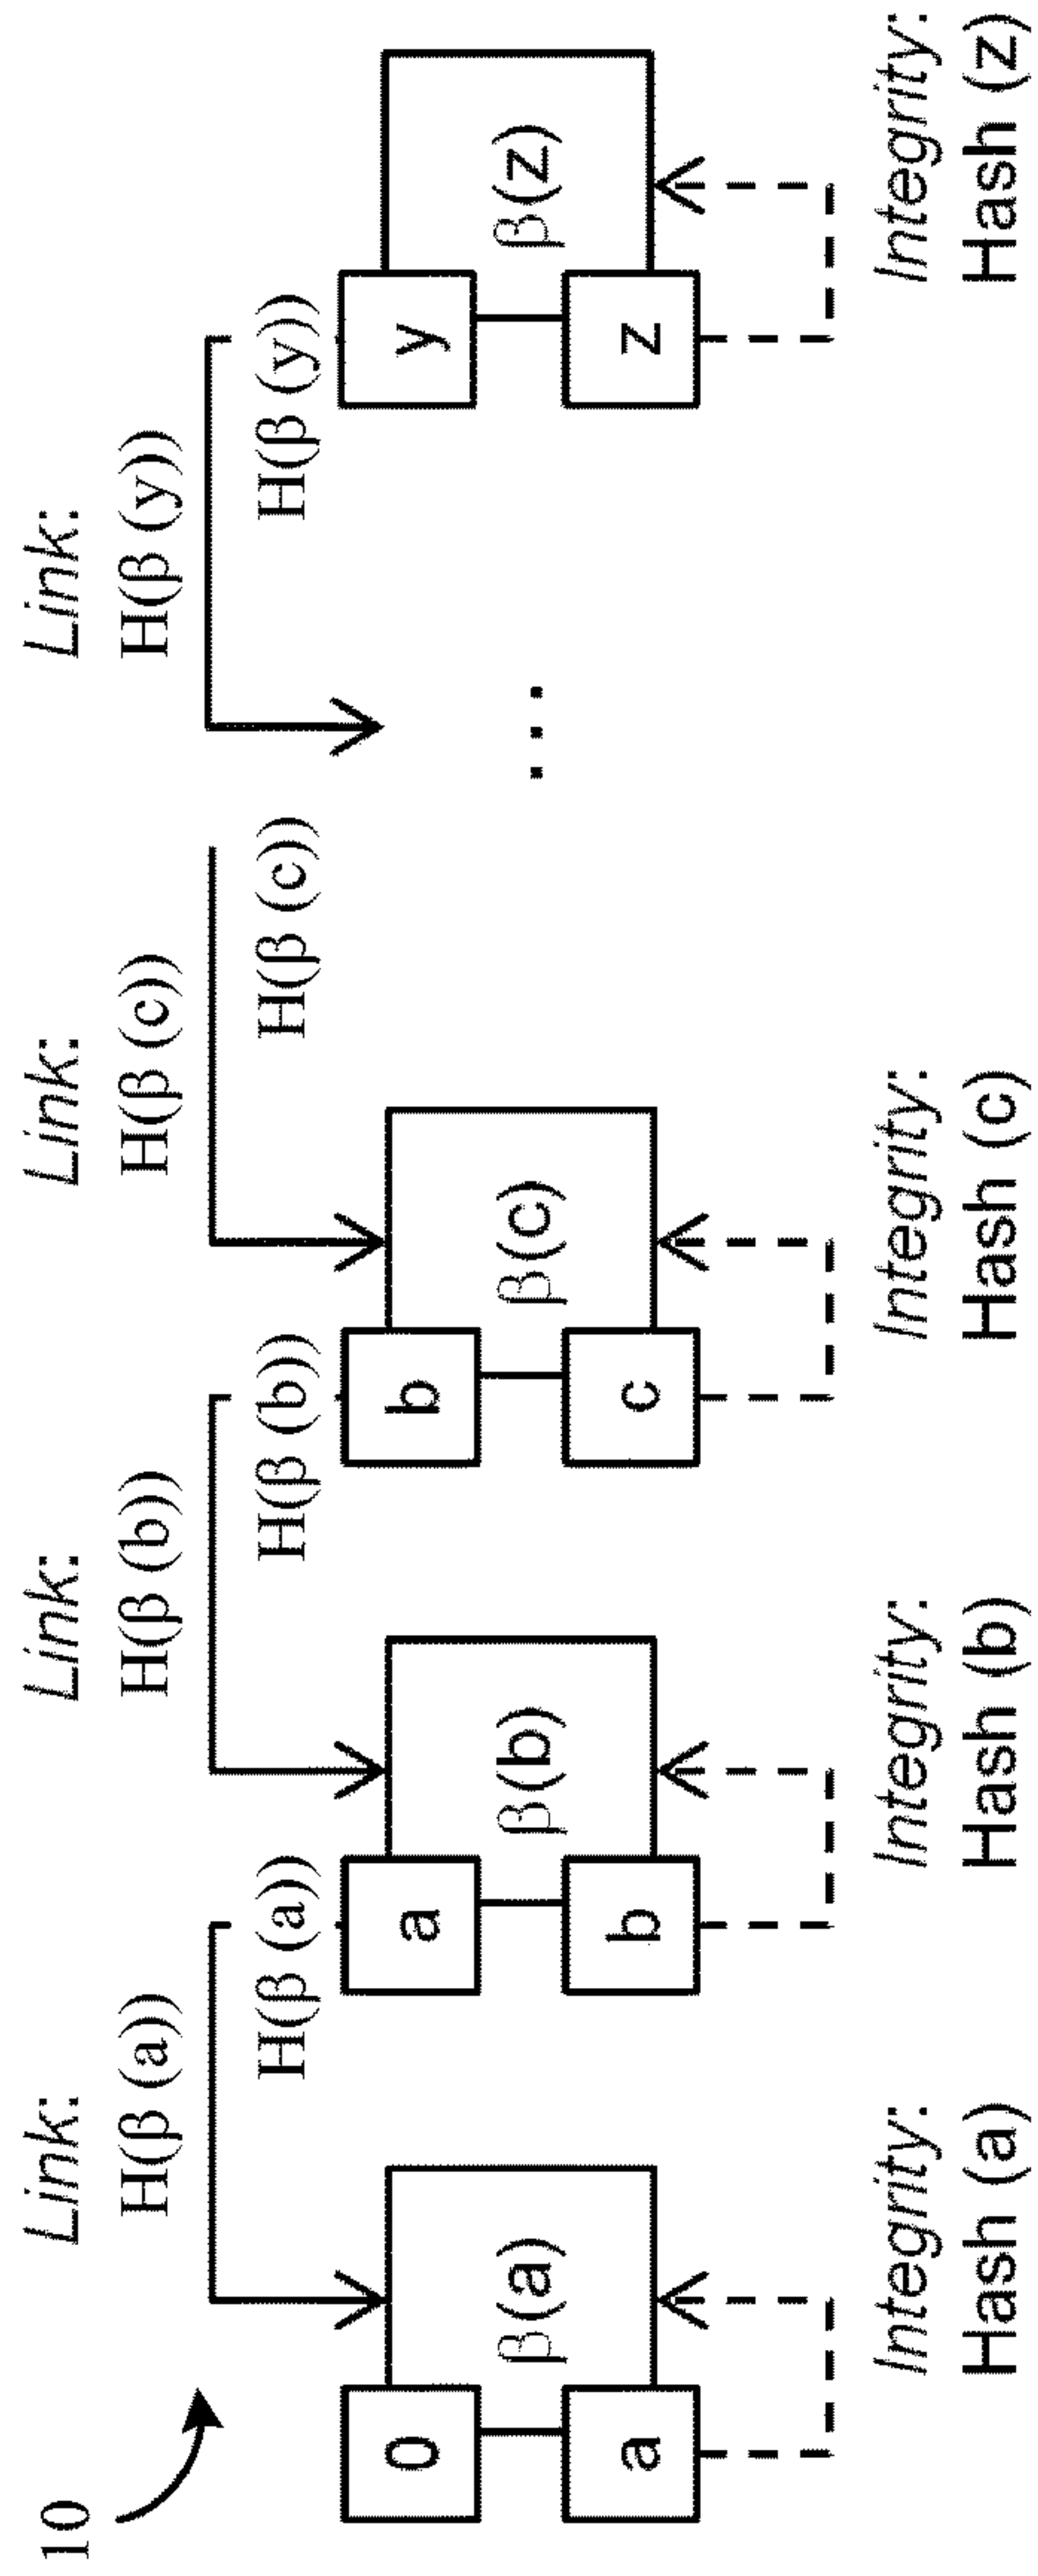 10
Link:
H(β (a))
Link:
H(β (b))
Link:
H(β (c))
Link:
H(β (y))
H(β (a))
H(β (b))
H(β (c))
H(β (y))
0
a
β(a)
a
b
β(b)
b
c
β(c)
...
y
z
β(z)
Integrity:
Hash (a)
Integrity:
Hash (b)
Integrity:
Hash (c)
Integrity:
Hash (z)